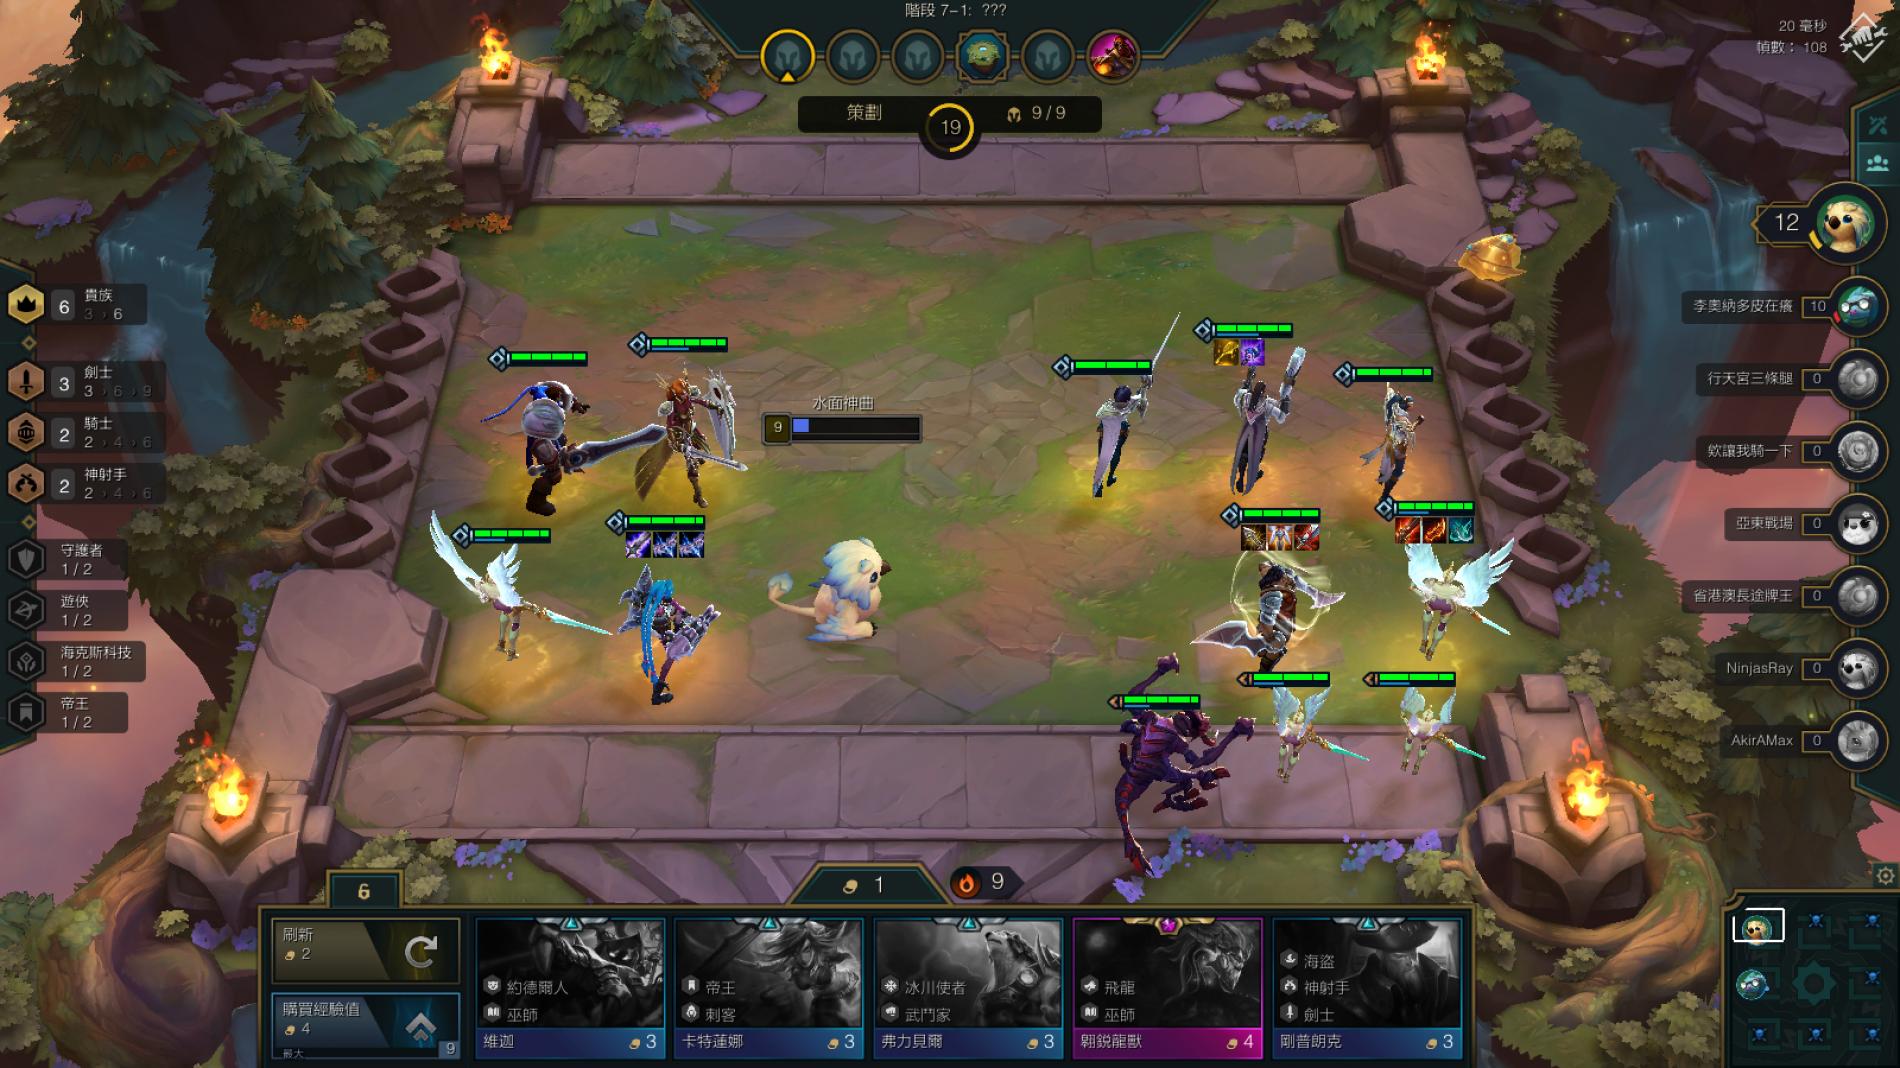 階段 7-1: ???
20 毫秒
幀數: 108
策劃
19
9/9
12
李奧納多皮在癢 10
行天宮三條腿 0
欸讓我騎一下 0
亞東戰場 0
省港澳長途牌王 0
NinjasRay 0
AkirAMax 0
6 貴族
3 › 6
3 劍士
3 › 6 › 9
2 騎士
2 › 4 › 6
2 神射手
2 › 4 › 6
守護者
1 / 2
遊俠
1 / 2
海克斯科技
1 / 2
帝王
1 / 2
水面神曲
9
6
1
9
刷新
2
購買經驗值
4
最大
9
約德爾人
巫師
維迦 3
帝王
刺客
卡特蓮娜 3
冰川使者
武鬥家
弗力貝爾 3
飛龍
巫師
翱銳龍獸 4
海盜
神射手
劍士
剛普朗克 3